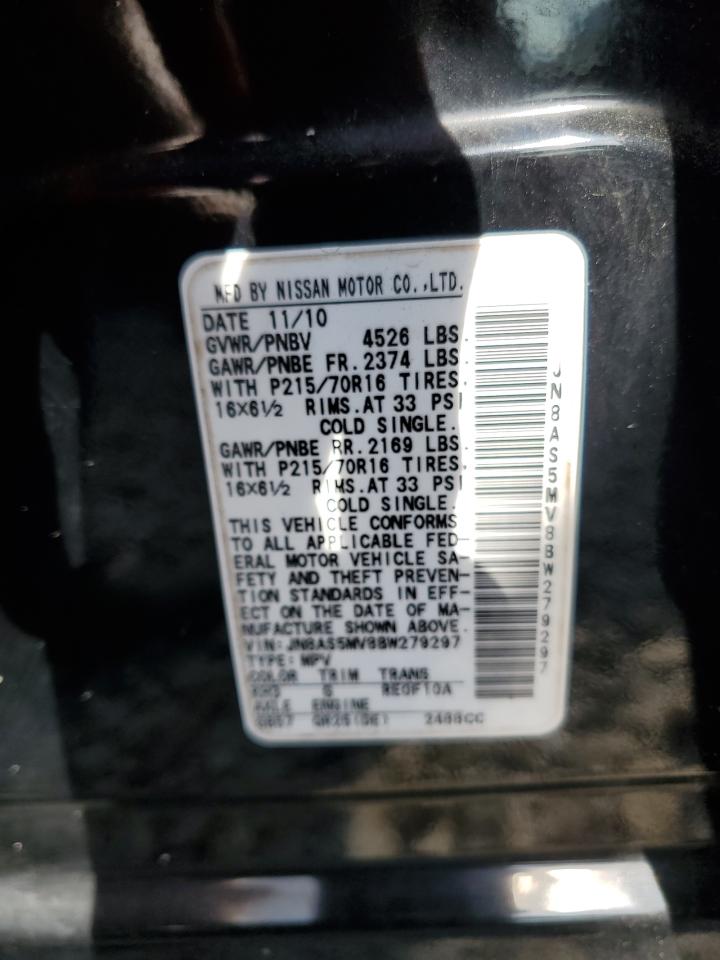 MFD BY NISSAN MOTOR CO.,LTD.
DATE 11/10
GVWR/PNBV 4526 LBS.
GAWR/PNBE FR. 2374 LBS.
WITH P215/70R16 TIRES.
16X6½ RIMS.AT 33 PSI
COLD SINGLE.
GAWR/PNBE RR. 2169 LBS.
WITH P215/70R16 TIRES.
16X6½ RIMS.AT 33 PSI
COLD SINGLE.
THIS VEHICLE CONFORMS
TO ALL APPLICABLE FED-
ERAL MOTOR VEHICLE SA-
FETY AND THEFT PREVEN-
TION STANDARDS IN EFF-
ECT ON THE DATE OF MA-
NUFACTURE SHOWN ABOVE.
VIN: JN8AS5MV8BW279297
TYPE: MPV
COLOR TRIM TRANS
KH3 G RE0F10A
AXLE ENGINE
QR25(DE) 2488CC
JN8AS5MV8BW279297